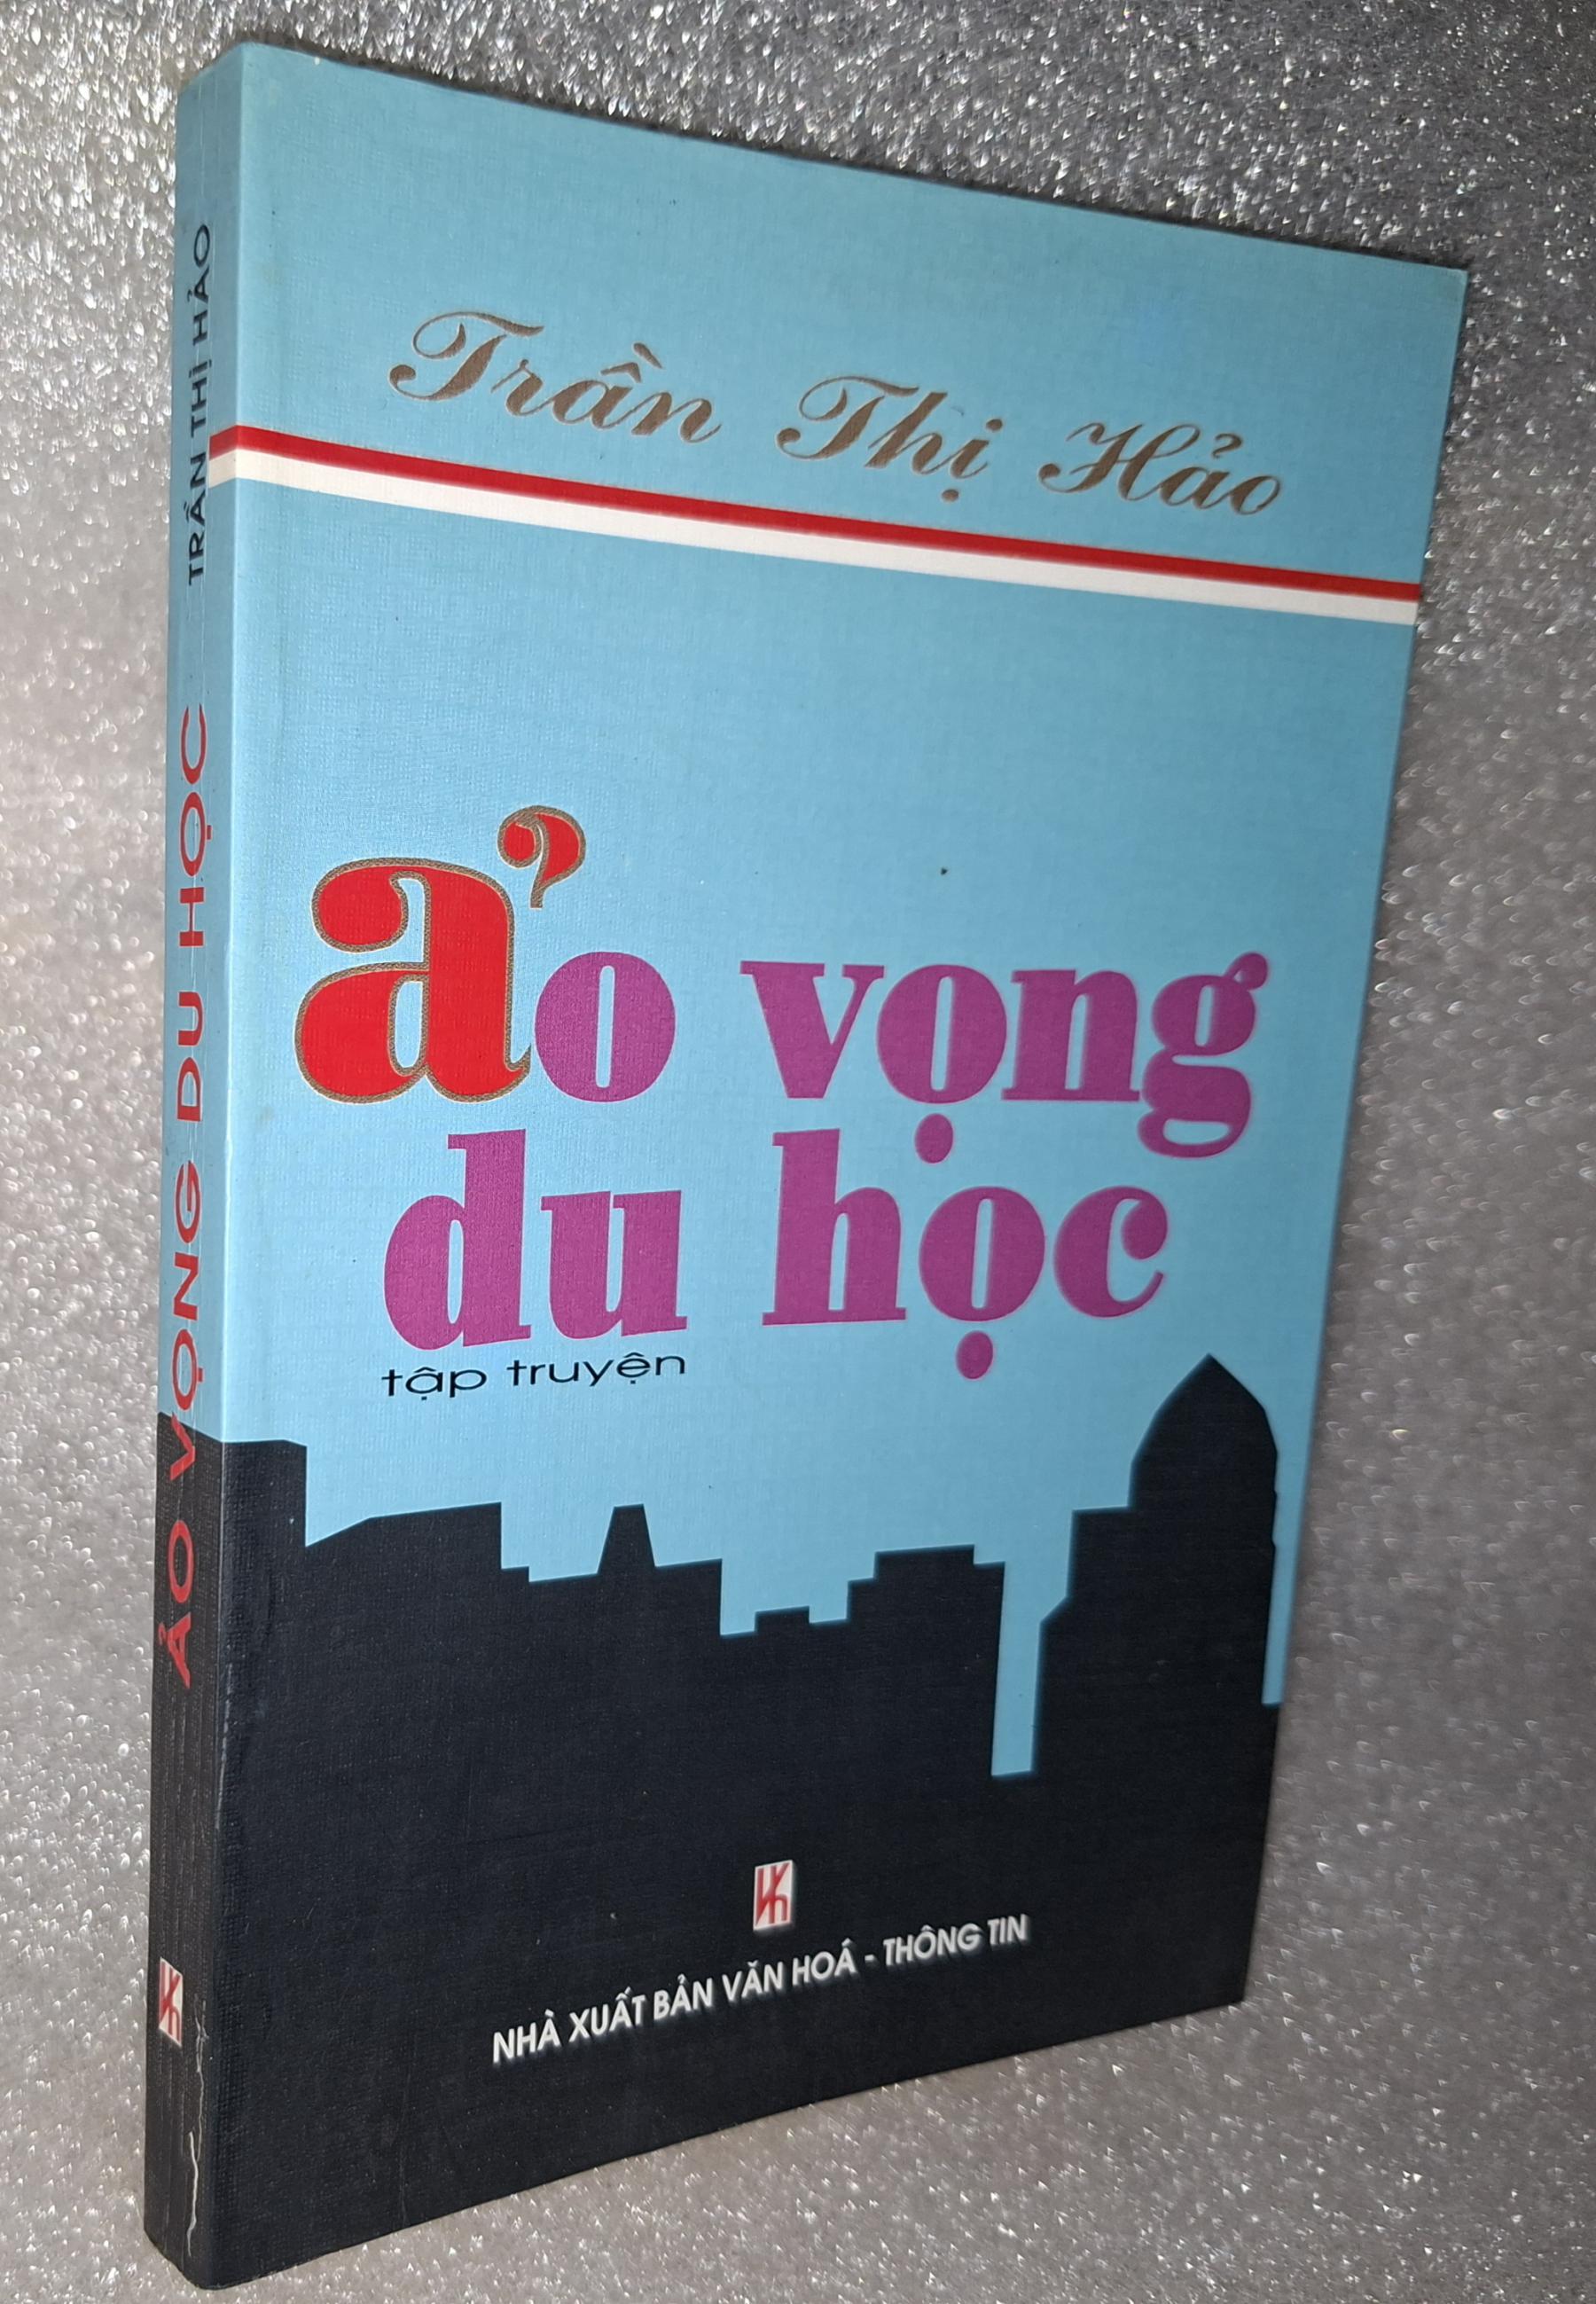 Trần Thị Hảo
ảo vọng
du học
tập truyện
NHÀ XUẤT BẢN VĂN HOÁ - THÔNG TIN
ẢO VỌNG DU HỌC TRẤN THỊ HẢO